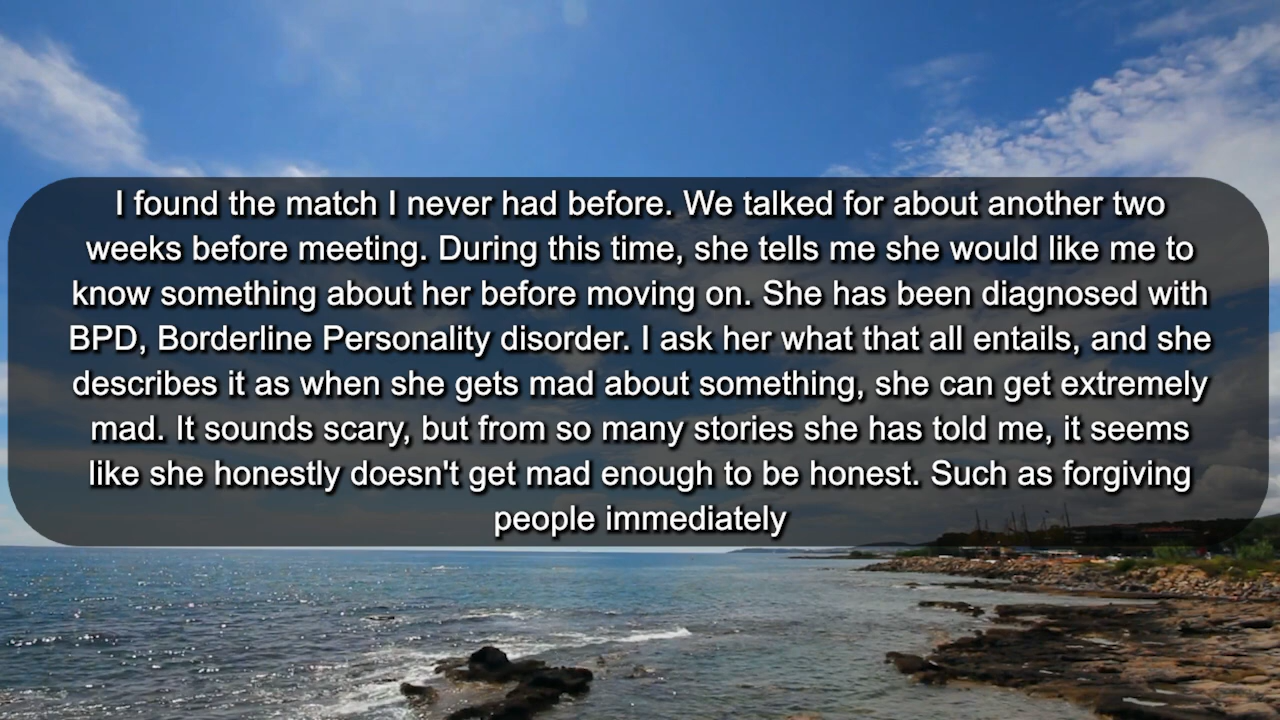 I found the match I never had before. We talked for about another two
weeks before meeting. During this time, she tells me she would like me to
know something about her before moving on. She has been diagnosed with
BPD, Borderline Personality disorder. I ask her what that all entails, and she
describes it as when she gets mad about something, she can get extremely
mad. It sounds scary, but from so many stories she has told me, it seems
like she honestly doesn't get mad enough to be honest. Such as forgiving
people immediately